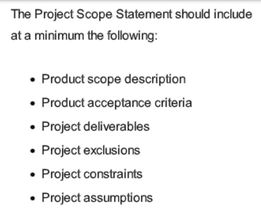 The Project Scope Statement should include
at a minimum the following:
• Product scope description
• Product acceptance criteria
• Project deliverables
• Project exclusions
• Project constraints
• Project assumptions